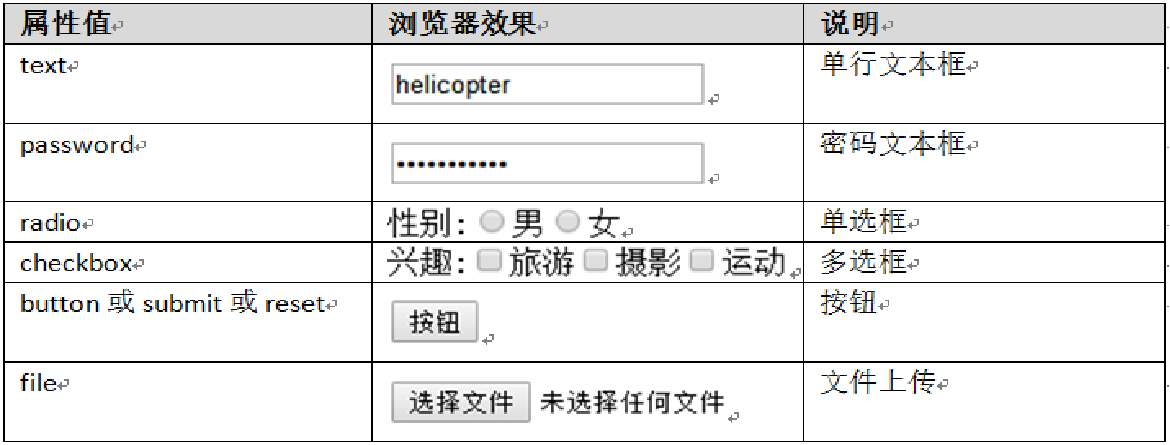 属性值 浏览器效果 说明
text helicopter 单行文本框
password ••••••••••• 密码文本框
radio 性别：男 女 单选框
checkbox 兴趣：旅游 摄影 运动 多选框
button 或 submit 或 reset 按钮 按钮
file 选择文件 未选择任何文件 文件上传